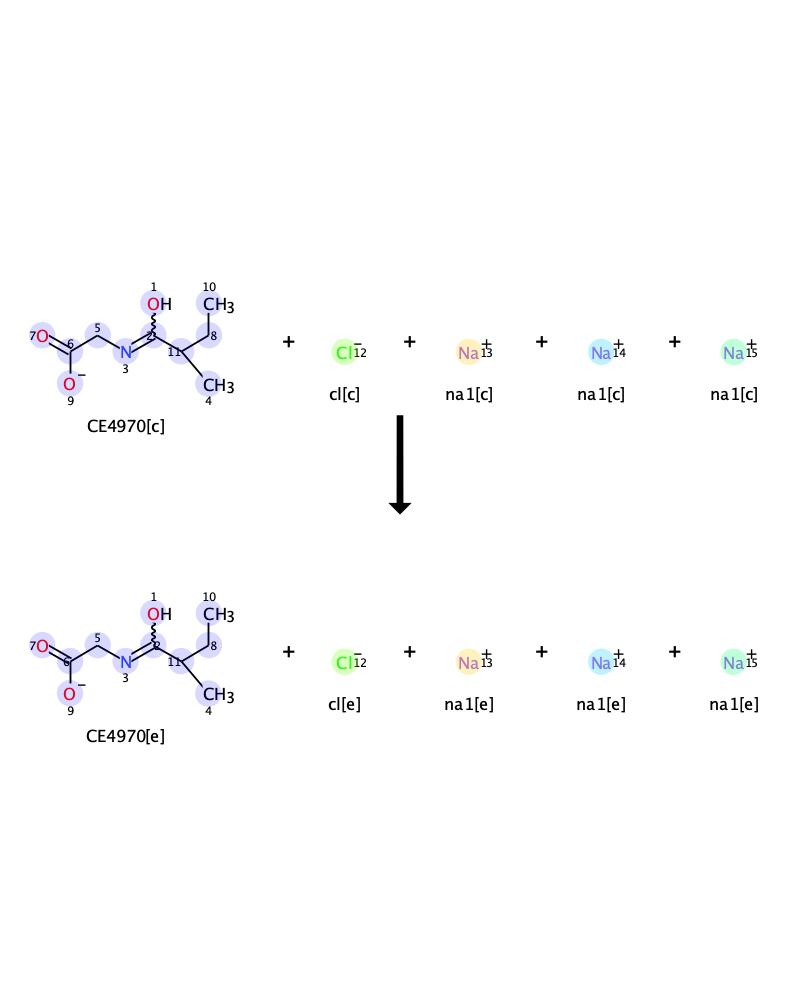 1 10
OH CH3
7 O 6 5 2 8
N 11 + Cl − 12 + Na + 13 + Na + 14 + Na + 15
3
O − CH3
9 4
cl[c] na1[c] na1[c] na1[c]
CE4970[c]
1 10
OH CH3
7 O 6 5 2 8
N 11 + Cl − 12 + Na + 13 + Na + 14 + Na + 15
3
O − CH3
9 4
cl[e] na1[e] na1[e] na1[e]
CE4970[e]